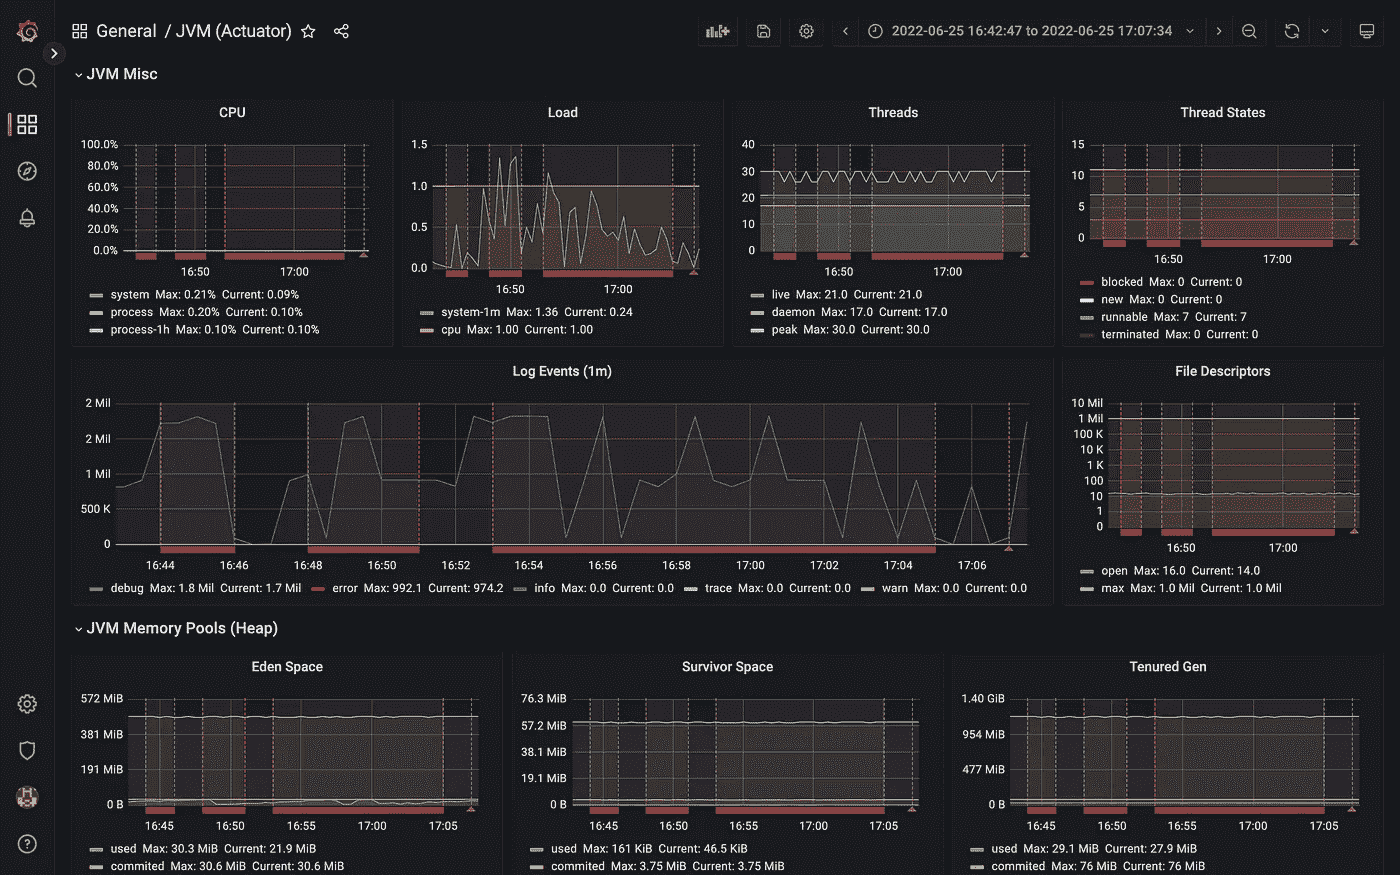 General / JVM (Actuator)
2022-06-25 16:42:47 to 2022-06-25 17:07:34
JVM Misc
CPU
100.0%
80.0%
60.0%
40.0%
20.0%
0.0%
16:50 17:00
system Max: 0.21% Current: 0.09%
process Max: 0.20% Current: 0.10%
process-1h Max: 0.10% Current: 0.10%
Load
1.5
1.0
0.5
0.0
16:50 17:00
system-1m Max: 1.36 Current: 0.24
cpu Max: 1.00 Current: 1.00
Threads
40
30
20
10
0
16:50 17:00
live Max: 21.0 Current: 21.0
daemon Max: 17.0 Current: 17.0
peak Max: 30.0 Current: 30.0
Thread States
15
10
5
0
16:50 17:00
blocked Max: 0 Current: 0
new Max: 0 Current: 0
runnable Max: 7 Current: 7
terminated Max: 0 Current: 0
Log Events (1m)
2 Mil
2 Mil
1 Mil
500 K
0
16:44 16:46 16:48 16:50 16:52 16:54 16:56 16:58 17:00 17:02 17:04 17:06
debug Max: 1.8 Mil Current: 1.7 Mil error Max: 992.1 Current: 974.2 info Max: 0.0 Current: 0.0 trace Max: 0.0 Current: 0.0 warn Max: 0.0 Current: 0.0
File Descriptors
10 Mil
1 Mil
100 K
10 K
1 K
100
10
1
0
16:50 17:00
open Max: 16.0 Current: 14.0
max Max: 1.0 Mil Current: 1.0 Mil
JVM Memory Pools (Heap)
Eden Space
572 MiB
381 MiB
191 MiB
0 B
16:45 16:50 16:55 17:00 17:05
used Max: 30.3 MiB Current: 21.9 MiB
commited Max: 30.6 MiB Current: 30.6 MiB
Survivor Space
76.3 MiB
57.2 MiB
38.1 MiB
19.1 MiB
0 B
16:45 16:50 16:55 17:00 17:05
used Max: 161 KiB Current: 46.5 KiB
commited Max: 3.75 MiB Current: 3.75 MiB
Tenured Gen
1.40 GiB
954 MiB
477 MiB
0 B
16:45 16:50 16:55 17:00 17:05
used Max: 29.1 MiB Current: 27.9 MiB
commited Max: 76 MiB Current: 76 MiB